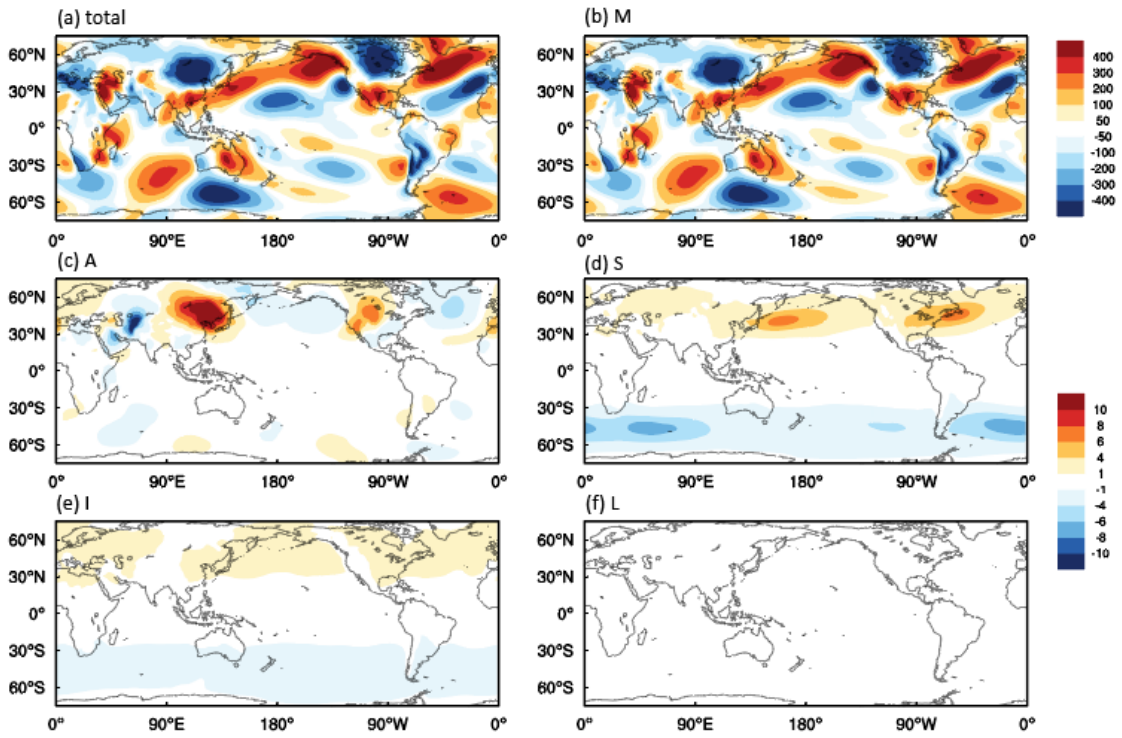 (a) total (b) M
60°N 60°N
30°N 30°N
0° 0°
30°S 30°S
60°S 60°S
0° 90°E 180° 90°W 0° 0° 90°E 180° 90°W 0°
400
300
200
100
50
-50
-100
-200
-300
-400
(c) A (d) S
60°N 60°N
30°N 30°N
0° 0°
30°S 30°S
60°S 60°S
0° 90°E 180° 90°W 0° 0° 90°E 180° 90°W 0°
10
8
6
4
1
-1
-4
-6
-8
-10
(e) I (f) L
60°N 60°N
30°N 30°N
0° 0°
30°S 30°S
60°S 60°S
0° 90°E 180° 90°W 0° 0° 90°E 180° 90°W 0°